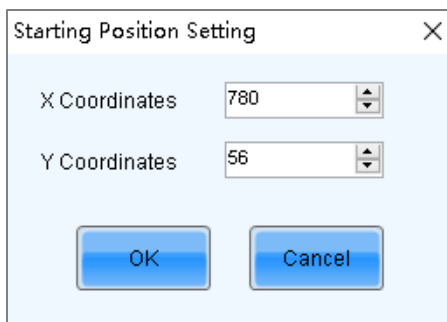 Starting Position Setting
X Coordinates 780
Y Coordinates 56
OK Cancel